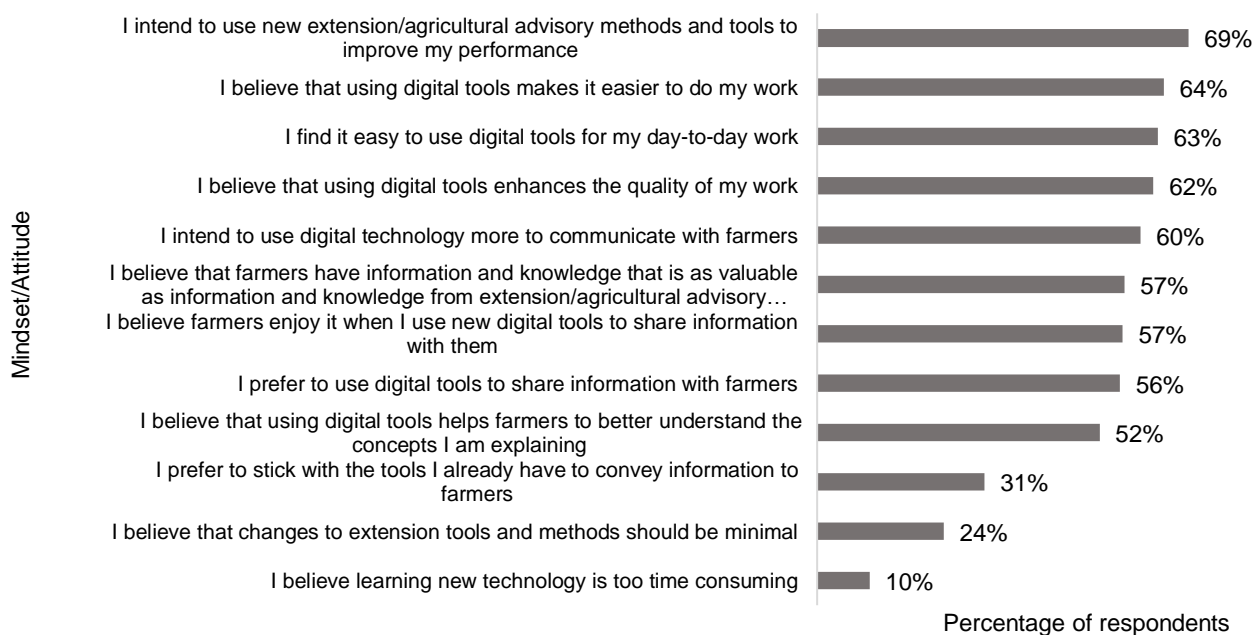 I intend to use new extension/agricultural advisory methods and tools to
improve my performance
69%
I believe that using digital tools makes it easier to do my work
64%
I find it easy to use digital tools for my day-to-day work
63%
I believe that using digital tools enhances the quality of my work
62%
I intend to use digital technology more to communicate with farmers
60%
I believe that farmers have information and knowledge that is as valuable
as information and knowledge from extension/agricultural advisory…
57%
I believe farmers enjoy it when I use new digital tools to share information
with them
57%
I prefer to use digital tools to share information with farmers
56%
I believe that using digital tools helps farmers to better understand the
concepts I am explaining
52%
I prefer to stick with the tools I already have to convey information to
farmers
31%
I believe that changes to extension tools and methods should be minimal
24%
I believe learning new technology is too time consuming
10%
Mindset/Attitude
Percentage of respondents